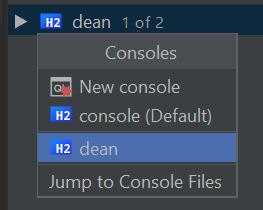 H2 dean 1 of 2
Consoles
New console
H2 console (Default)
H2 dean
Jump to Console Files